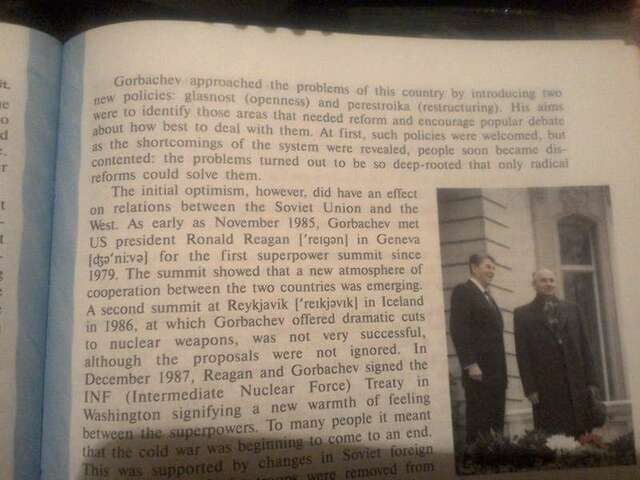 Gorbachev approached the problems of this country by introducing two
new policies: glasnost (openness) and perestroika (restructuring). His aims
were to identify those areas that needed reform and encourage popular debate
about how best to deal with them. At first, such policies were welcomed, but
as the shortcomings of the system were revealed, people soon became dis-
contented: the problems turned out to be so deep-rooted that only radical
reforms could solve them.
The initial optimism, however, did have an effect
on relations between the Soviet Union and the
West. As early as November 1985, Gorbachev met
US president Ronald Reagan ['reıgən] in Geneva
[dʒə'ni:və] for the first superpower summit since
1979. The summit showed that a new atmosphere of
cooperation between the two countries was emerging.
A second summit at Reykjavik ['reıkjəvık] in Iceland
in 1986, at which Gorbachev offered dramatic cuts
to nuclear weapons, was not very successful,
although the proposals were not ignored. In
December 1987, Reagan and Gorbachev signed the
INF (Intermediate Nuclear Force) Treaty in
Washington signifying a new warmth of feeling
between the superpowers. To many people it meant
that the cold war was beginning to come to an end.
This was supported by changes in Soviet foreign
were removed from